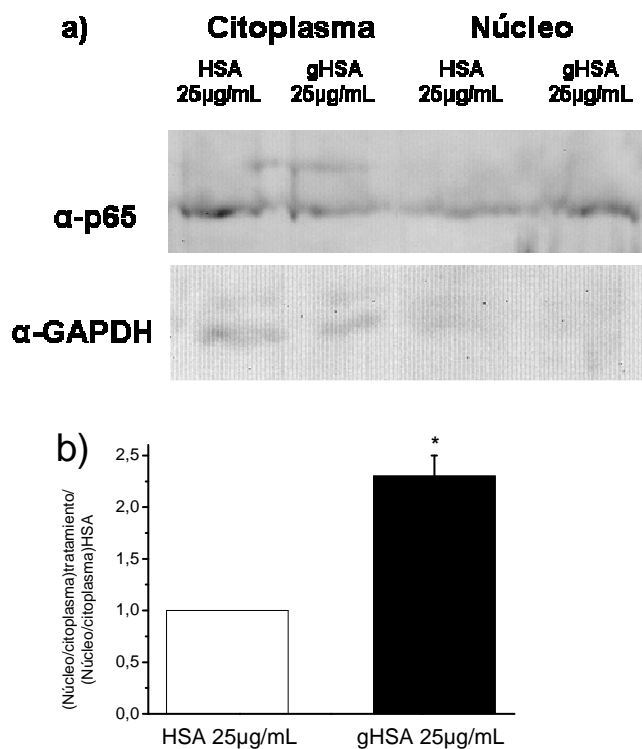 a)
Citoplasma Núcleo
HSA gHSA HSA gHSA
25µg/mL 25µg/mL 25µg/mL 25µg/mL
α-p65
α-GAPDH
b)
(Núcleo/citoplasma)tratamiento/
(Núcleo/citoplasma)HSA
2,5
2,0
1,5
1,0
0,5
0,0
*
HSA 25µg/mL gHSA 25µg/mL